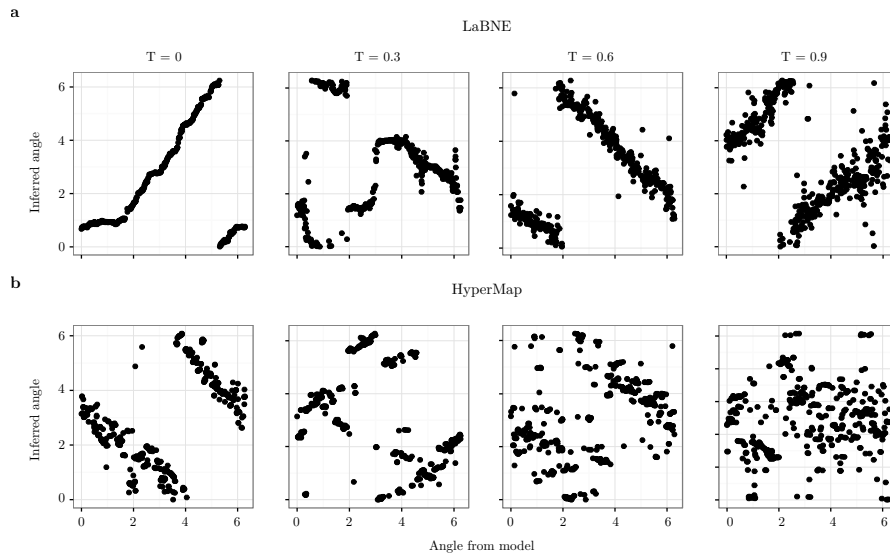 a
LaBNE
T = 0 T = 0.3 T = 0.6 T = 0.9
6
4
2
0
Inferred angle
b
HyperMap
6
4
2
0
Inferred angle
0 2 4 6 0 2 4 6 0 2 4 6 0 2 4 6
Angle from model